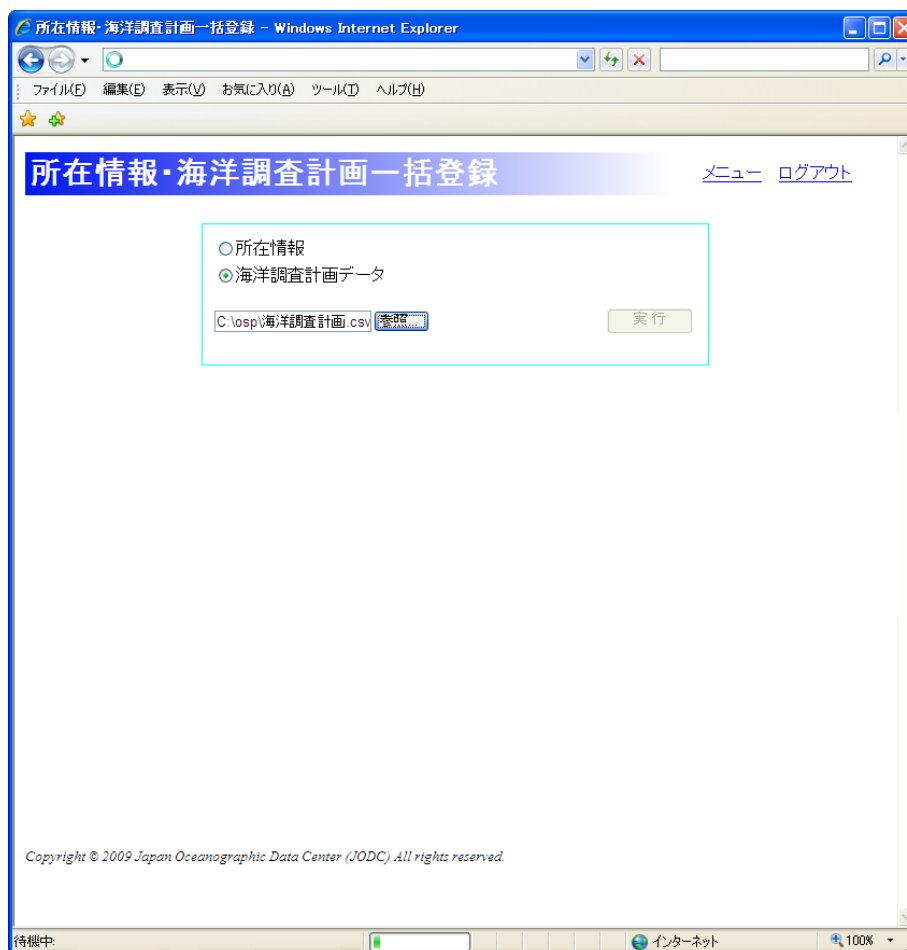 所在情報・海洋調査計画一括登録 - Windows Internet Explorer
ファイル(F) 編集(E) 表示(V) お気に入り(A) ツール(T) ヘルプ(H)
所在情報・海洋調査計画一括登録 メニュー ログアウト
所在情報
海洋調査計画データ
C:\osp\海洋調査計画.csv 参照... 実行
Copyright © 2009 Japan Oceanographic Data Center (JODC) All rights reserved.
待機中: インターネット 100%